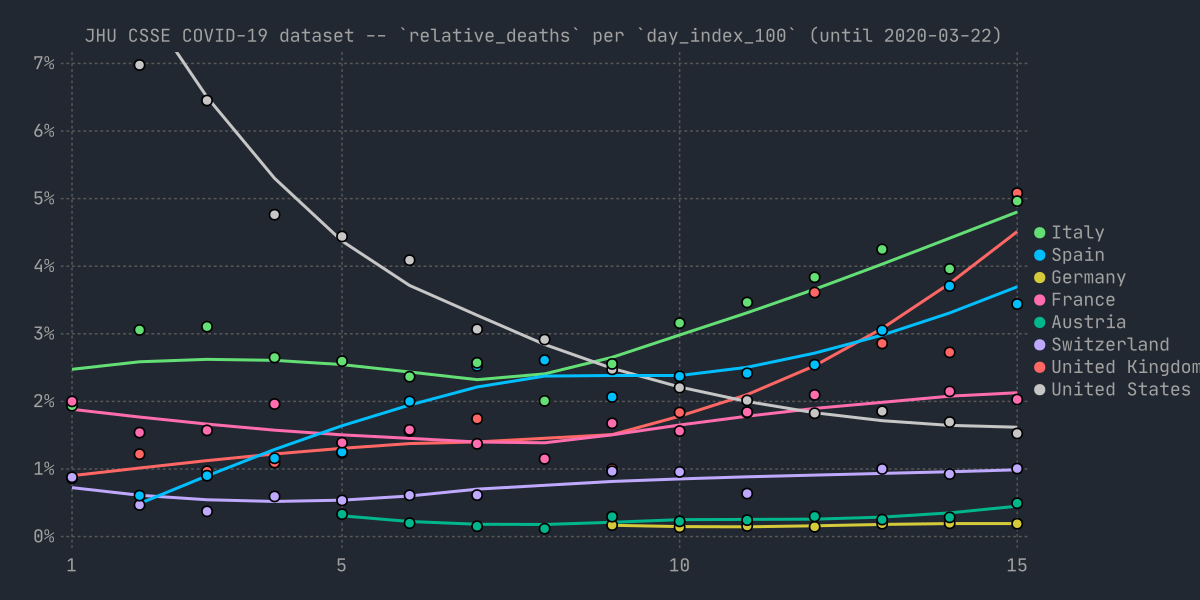 JHU CSSE COVID-19 dataset -- `relative_deaths` per `day_index_100` (until 2020-03-22)
7%
6%
5%
4%
3%
2%
1%
0%
1
5
10
15
Italy
Spain
Germany
France
Austria
Switzerland
United Kingdom
United States